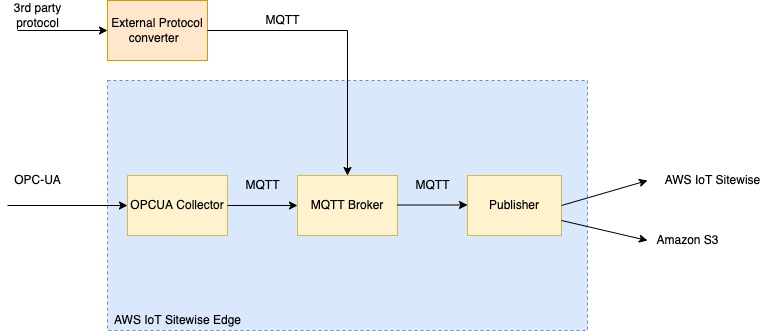 3rd party
protocol
External Protocol
converter
MQTT
OPC-UA
OPCUA Collector
MQTT
MQTT Broker
MQTT
Publisher
AWS IoT Sitewise
Amazon S3
AWS IoT Sitewise Edge